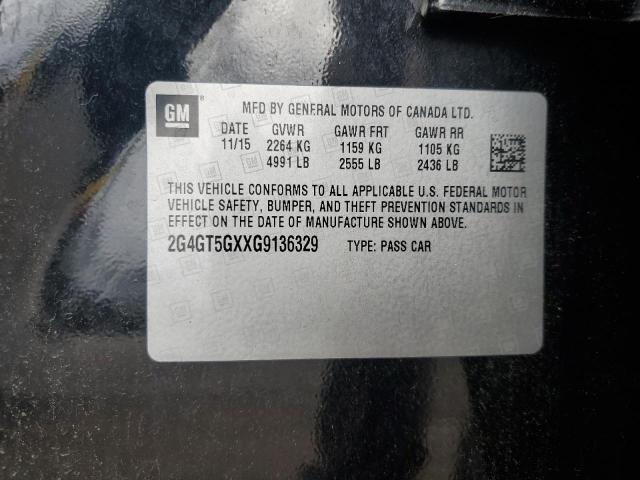 GM
MFD BY GENERAL MOTORS OF CANADA LTD.
DATE GVWR GAWR FRT GAWR RR
11/15 2264 KG 1159 KG 1105 KG
4991 LB 2555 LB 2436 LB
THIS VEHICLE CONFORMS TO ALL APPLICABLE U.S. FEDERAL MOTOR
VEHICLE SAFETY, BUMPER, AND THEFT PREVENTION STANDARDS IN
EFFECT ON THE DATE OF MANUFACTURE SHOWN ABOVE.
2G4GT5GXXG9136329 TYPE: PASS CAR